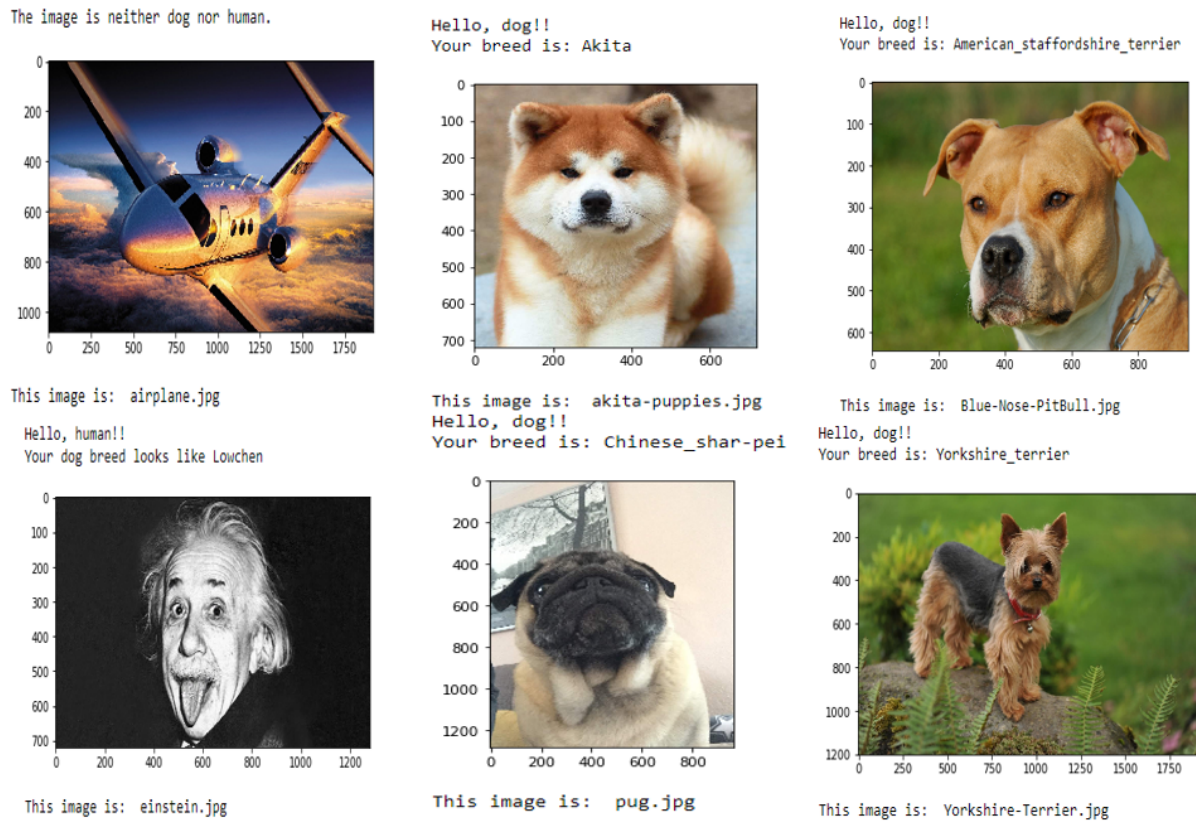 The image is neither dog nor human.
0
200
400
600
800
1000
0 250 500 750 1000 1250 1500 1750
This image is:  airplane.jpg
Hello, dog!!
Your breed is: Akita
0
100
200
300
400
500
600
700
0 200 400 600
This image is:  akita-puppies.jpg
Hello, dog!!
Your breed is: American_staffordshire_terrier
0
100
200
300
400
500
600
0 200 400 600 800
This image is:  Blue-Nose-PitBull.jpg
Hello, human!!
Your dog breed looks like Lowchen
0
100
200
300
400
500
600
700
0 200 400 600 800 1000 1200
This image is:  einstein.jpg
Hello, dog!!
Your breed is: Chinese_shar-pei
0
200
400
600
800
1000
1200
0 200 400 600 800
This image is:  pug.jpg
Hello, dog!!
Your breed is: Yorkshire_terrier
0
200
400
600
800
1000
1200
0 250 500 750 1000 1250 1500 1750
This image is:  Yorkshire-Terrier.jpg